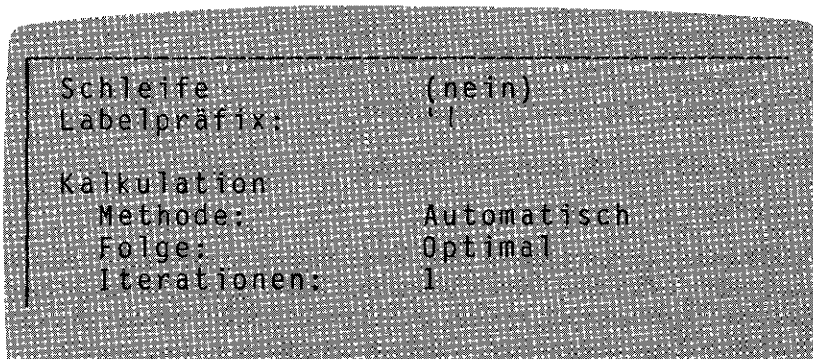 Schleife (nein)
Labelpräfix: '
Kalkulation
Methode: Automatisch
Folge: Optimal
Iterationen: 1